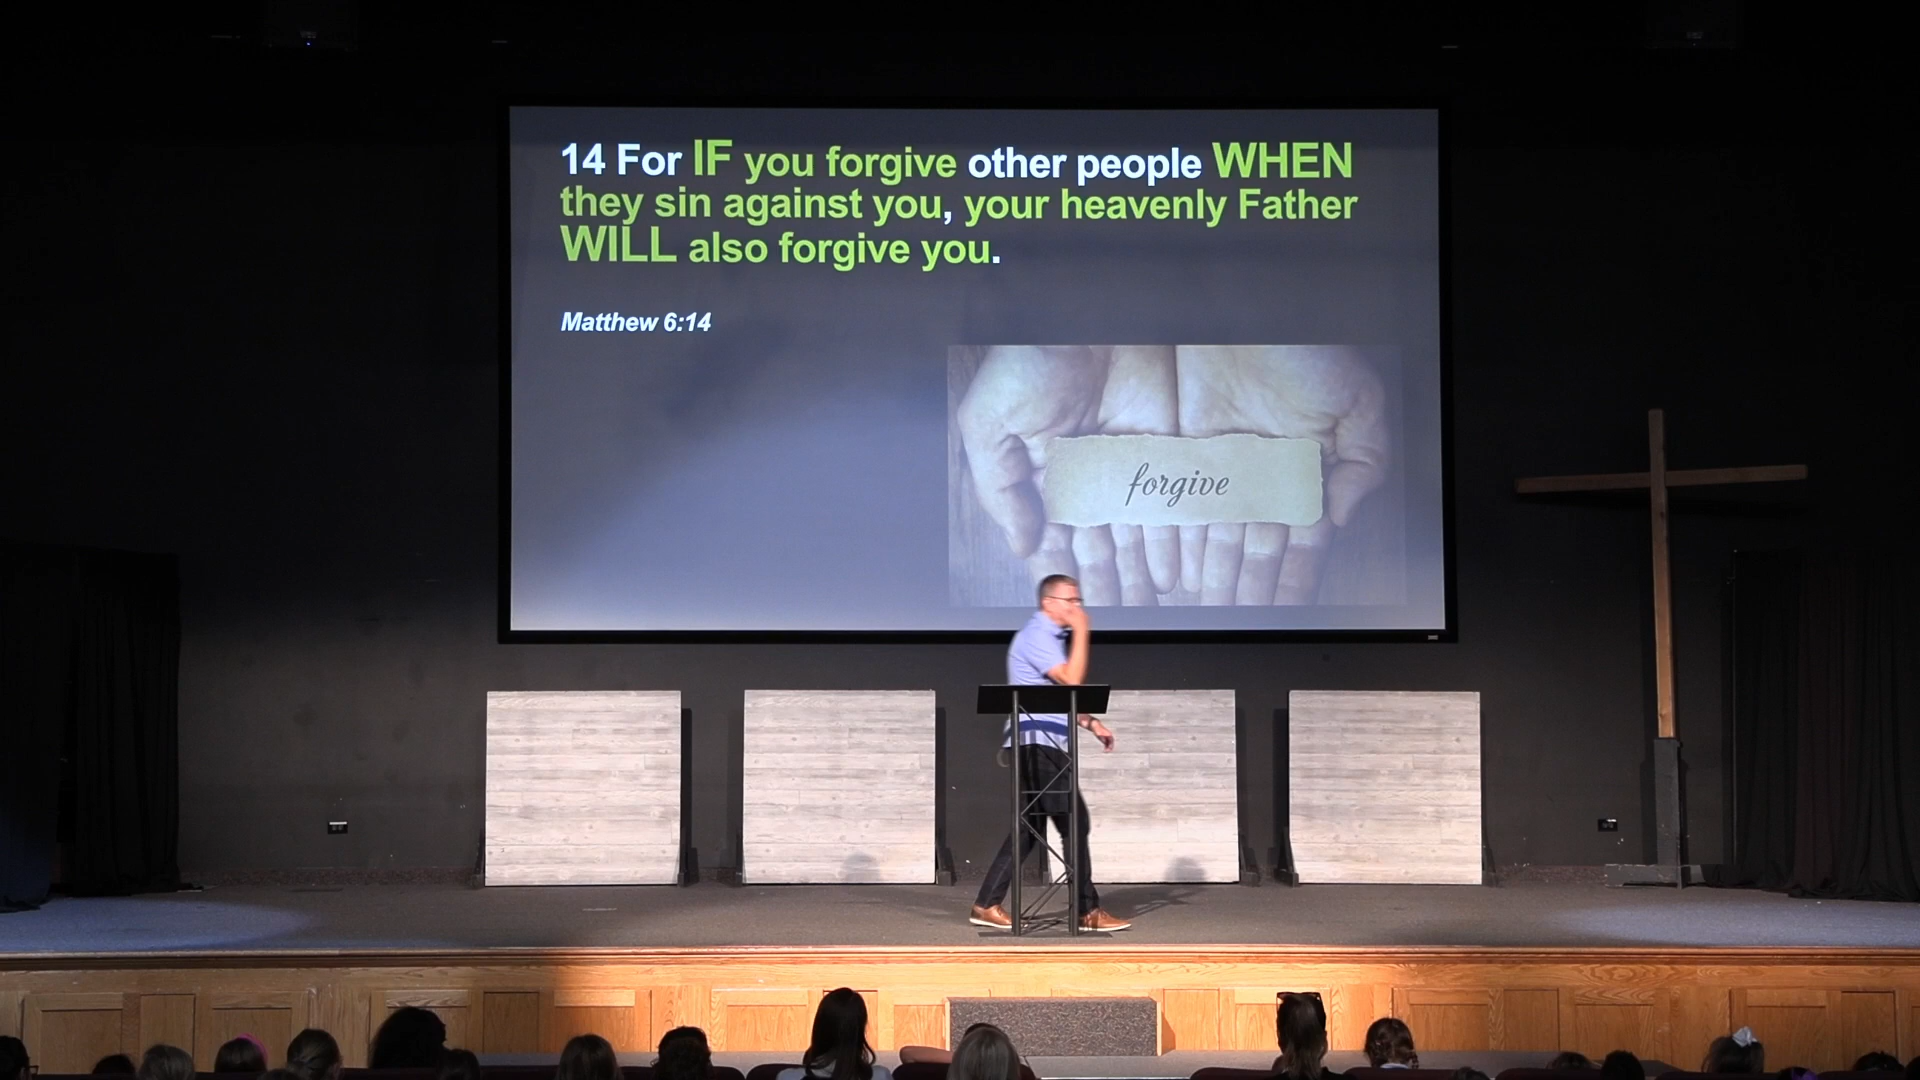 14 For IF you forgive other people WHEN
they sin against you, your heavenly Father
WILL also forgive you.
Matthew 6:14
forgive